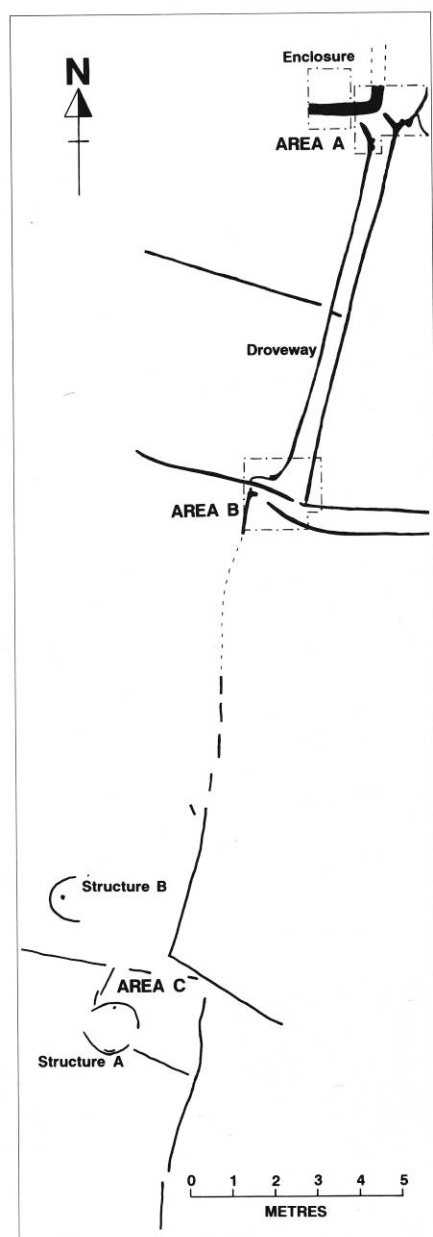 N
Enclosure
AREA A
Droveway
AREA B
Structure B
AREA C
Structure A
0 1 2 3 4 5
METRES